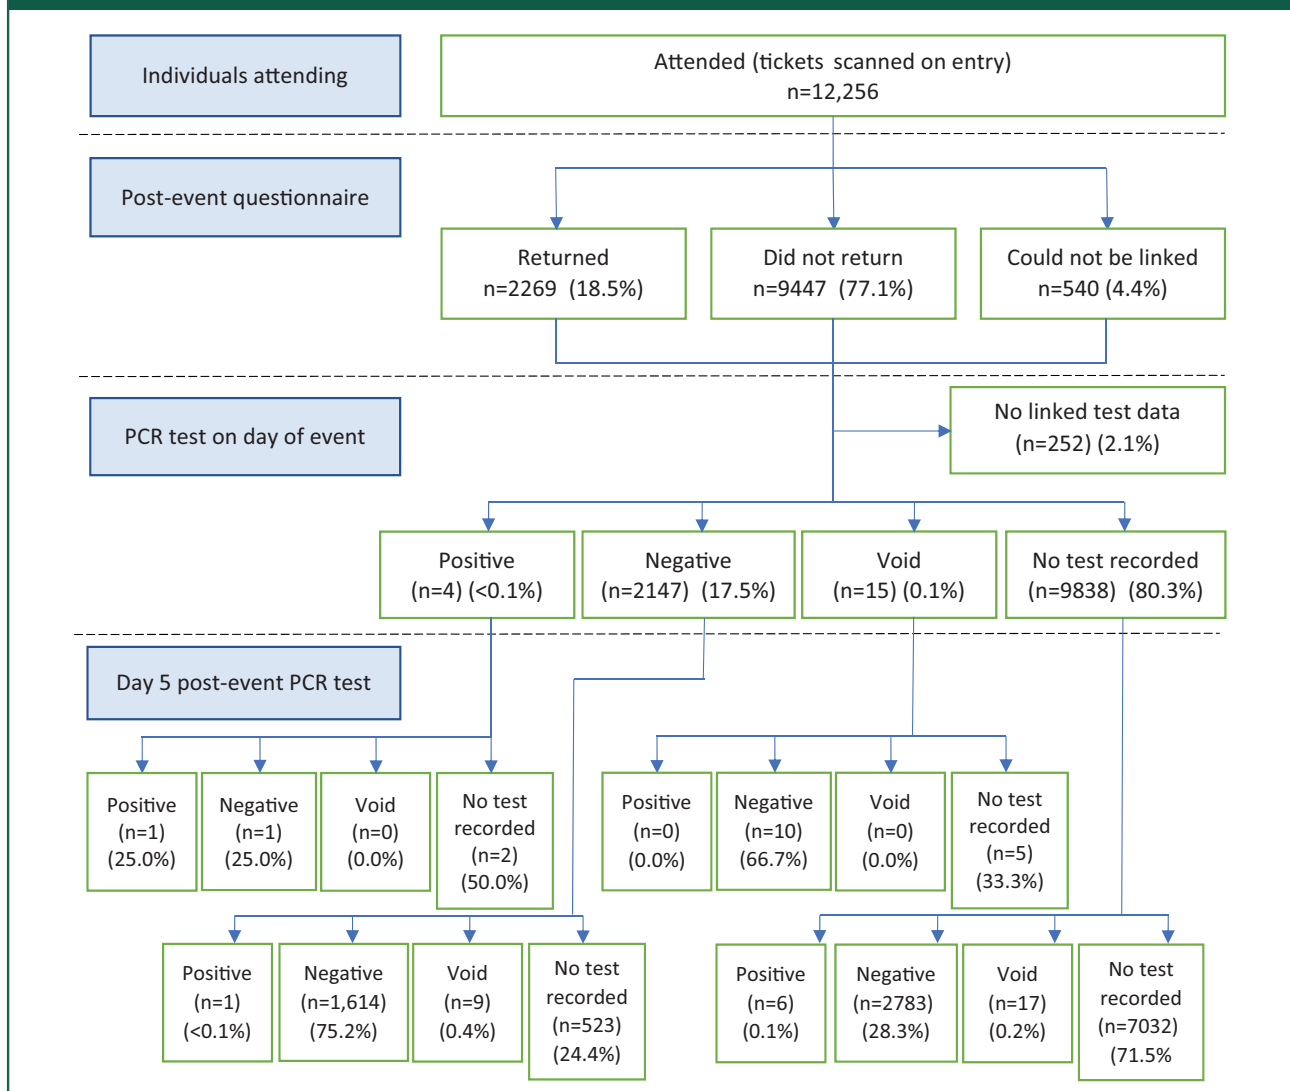 Individuals attending
Attended (tickets scanned on entry)
n=12,256
Post-event questionnaire
Returned
n=2269 (18.5%)
Did not return
n=9447 (77.1%)
Could not be linked
n=540 (4.4%)
PCR test on day of event
No linked test data
(n=252) (2.1%)
Positive
(n=4) (<0.1%)
Negative
(n=2147) (17.5%)
Void
(n=15) (0.1%)
No test recorded
(n=9838) (80.3%)
Day 5 post-event PCR test
Positive
(n=1)
(25.0%)
Negative
(n=1)
(25.0%)
Void
(n=0)
(0.0%)
No test
recorded
(n=2)
(50.0%)
Positive
(n=0)
(0.0%)
Negative
(n=10)
(66.7%)
Void
(n=0)
(0.0%)
No test
recorded
(n=5)
(33.3%)
Positive
(n=1)
(<0.1%)
Negative
(n=1,614)
(75.2%)
Void
(n=9)
(0.4%)
No test
recorded
(n=523)
(24.4%)
Positive
(n=6)
(0.1%)
Negative
(n=2783)
(28.3%)
Void
(n=17)
(0.2%)
No test
recorded
(n=7032)
(71.5%